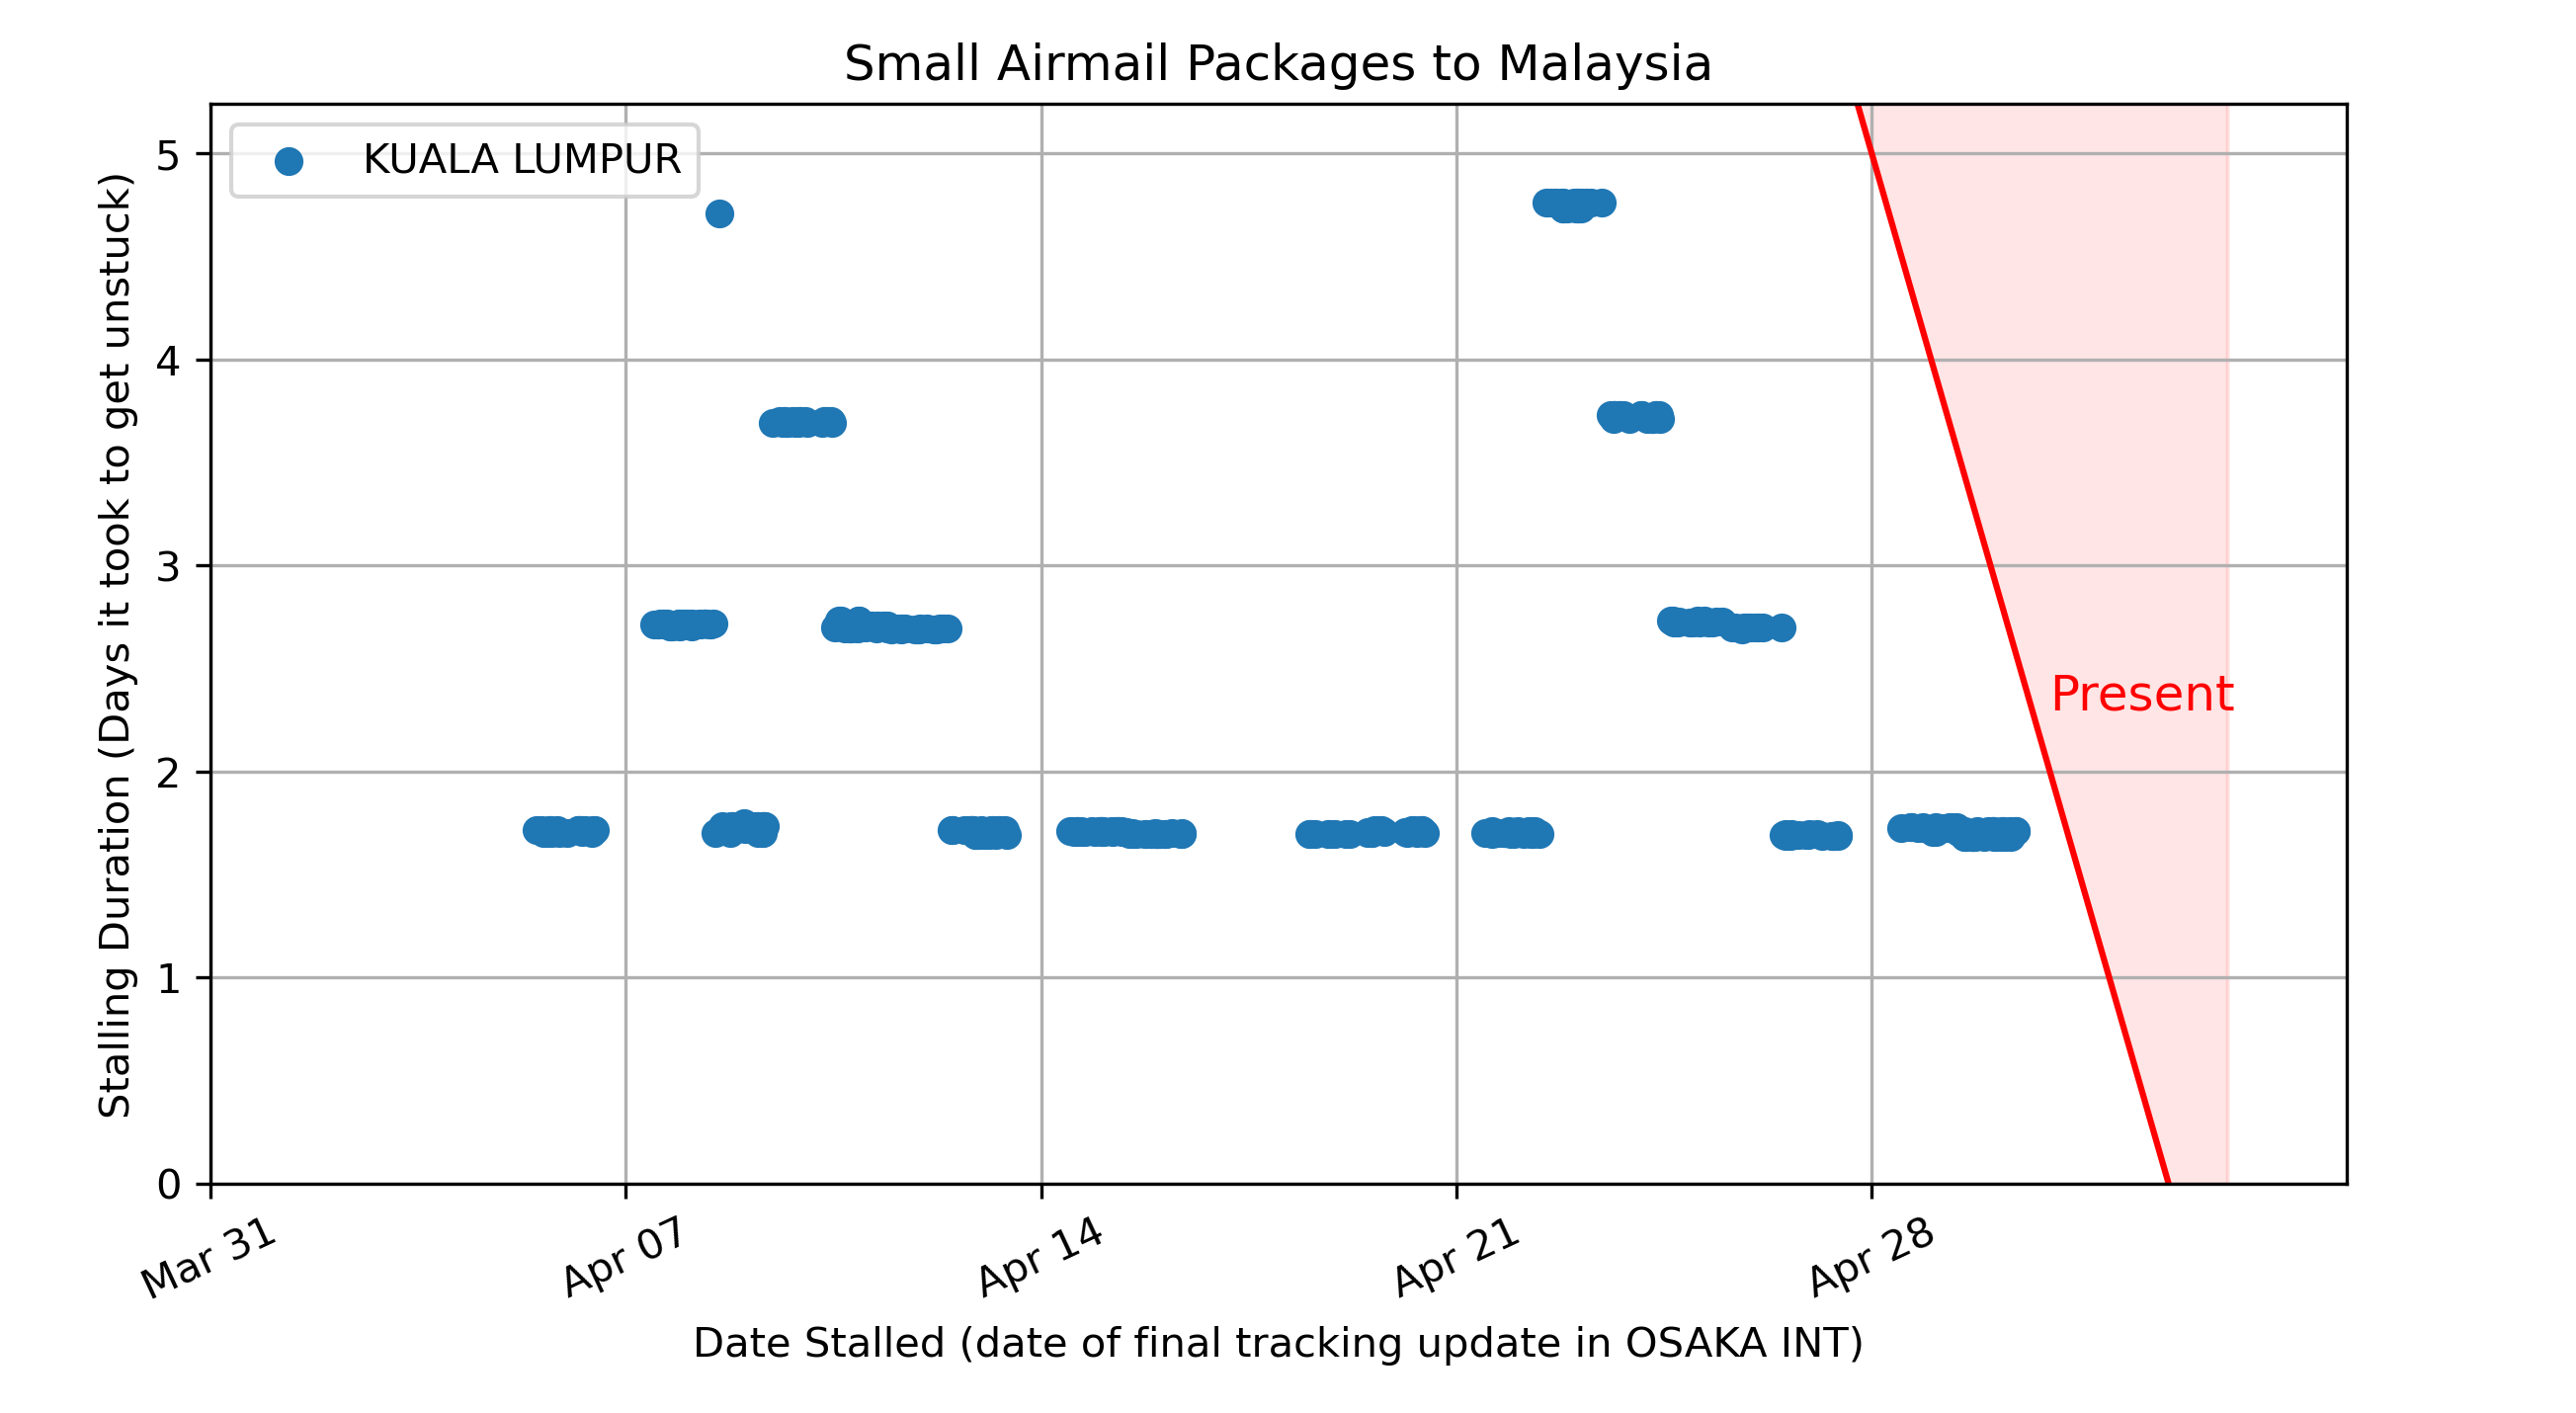 Small Airmail Packages to Malaysia
KUALA LUMPUR
Stalling Duration (Days it took to get unstuck)
5
4
3
2
1
0
Present
Mar 31
Apr 07
Apr 14
Apr 21
Apr 28
Date Stalled (date of final tracking update in OSAKA INT)